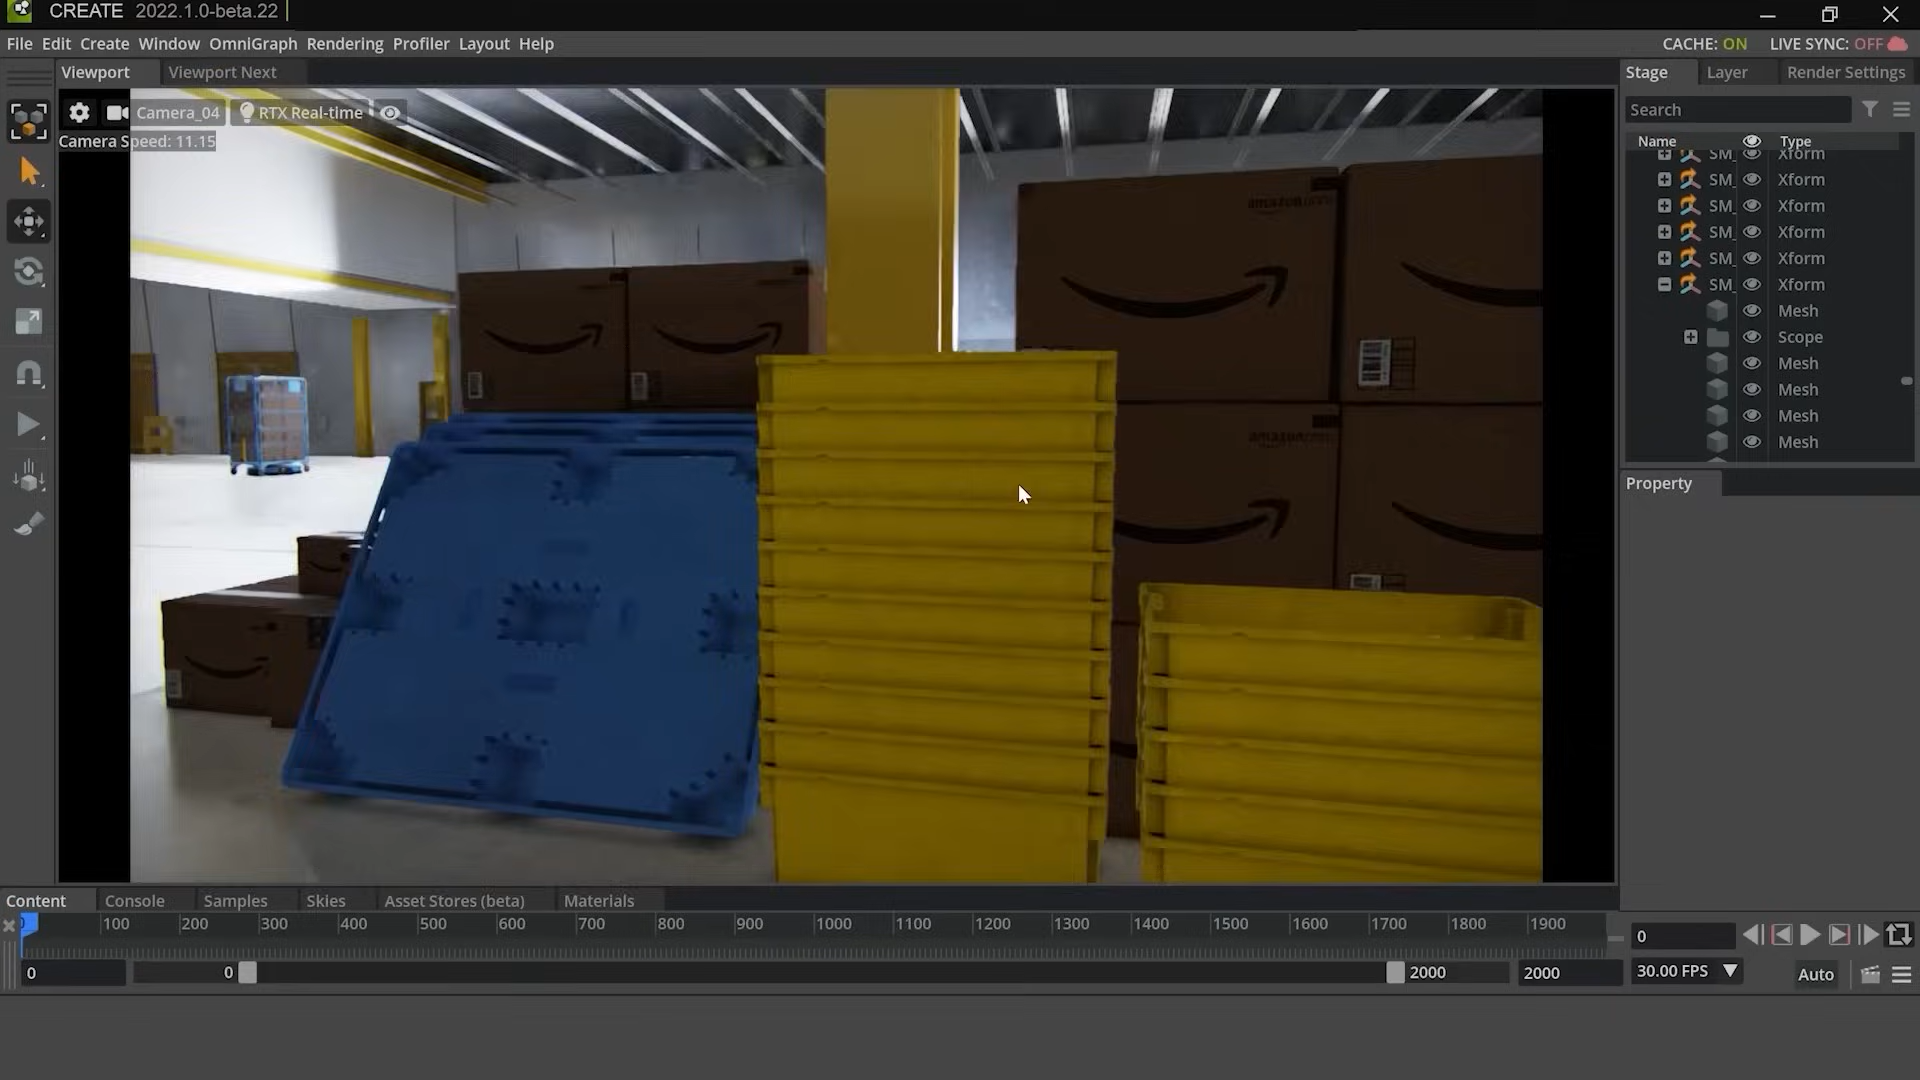 CREATE 2022.1.0-beta.22
File Edit Create Window OmniGraph Rendering Profiler Layout Help
CACHE: ON LIVE SYNC: OFF
Viewport Viewport Next
Stage Layer Render Settings
Camera_04 RTX Real-time
Search
Camera Speed: 11.15
Name Type
SM_ Xform
SM_ Xform
SM_ Xform
SM_ Xform
SM_ Xform
SM_ Xform
Mesh
Scope
Mesh
Mesh
Mesh
Mesh
amazon
amazon
Property
Content Console Samples Skies Asset Stores (beta) Materials
100 200 300 400 500 600 700 800 900 1000 1100 1200 1300 1400 1500 1600 1700 1800 1900
0
0 0 2000 2000 30.00 FPS Auto